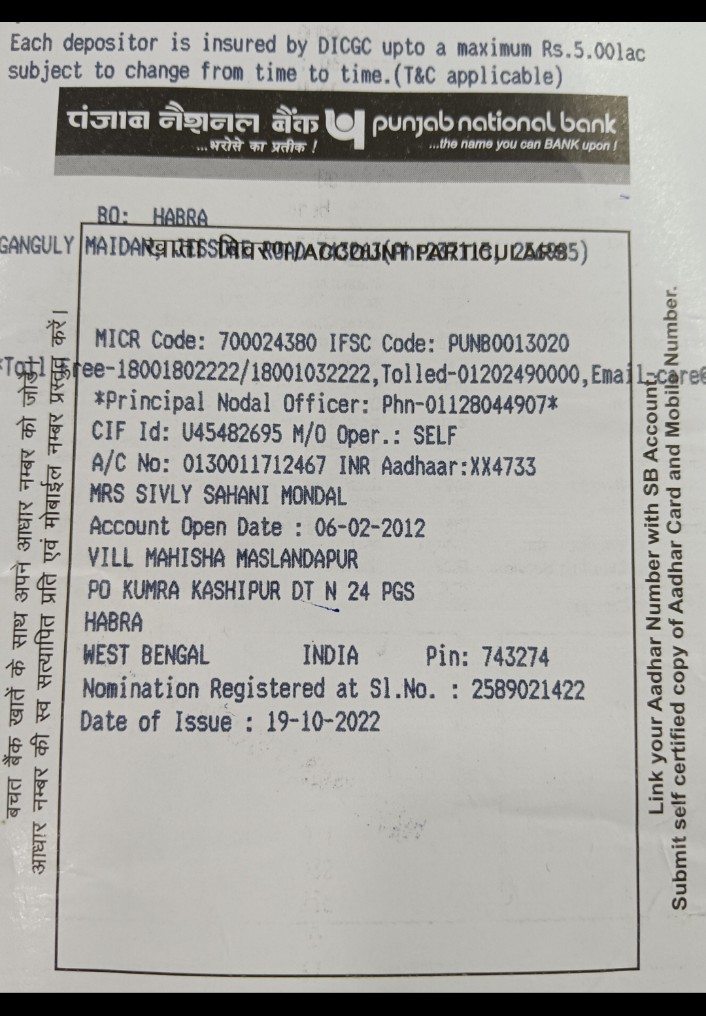 Each depositor is insured by DICGC upto a maximum Rs.5.00lac
subject to change from time to time.(T&C applicable)
पंजाब नैशनल बैंक punjab national bank
...भरोसे का प्रतीक ! ...the name you can BANK upon !
BO: HABRA
GANGULY MAIDAN, JESSORE ROAD
खाता विवरण/ACCOUNT PARTICULARS
MICR Code: 700024380 IFSC Code: PUNB0013020
*Toll free-18001802222/18001032222,Tolled-01202490000,Email-care@
*Principal Nodal Officer: Phn-01128044907*
CIF Id: U45482695 M/O Oper.: SELF
A/C No: 0130011712467 INR Aadhaar:XX4733
MRS SIVLY SAHANI MONDAL
Account Open Date : 06-02-2012
VILL MAHISHA MASLANDAPUR
PO KUMRA KASHIPUR DT N 24 PGS
HABRA
WEST BENGAL INDIA Pin: 743274
Nomination Registered at Sl.No. : 2589021422
Date of Issue : 19-10-2022
बचत बैंक खातें के साथ अपने आधार नम्बर को जोड़ें
आधार नम्बर की स्व सत्यापित प्रति एवं मोबाईल नम्बर प्रस्तुत करें।
Link your Aadhar Number with SB Account.
Submit self certified copy of Aadhar Card and Mobile Number.